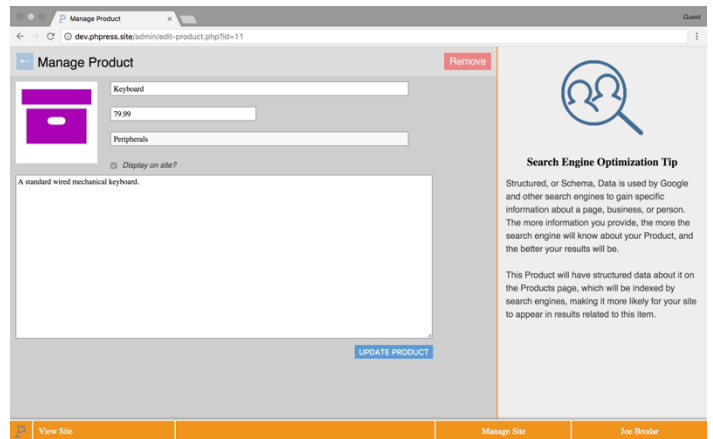 Manage Product
Guest
dev.phpress.site/admin/edit-product.php?id=11
Manage Product
Remove
Keyboard
79.99
Peripherals
Display on site?
A standard wired mechanical keyboard.
UPDATE PRODUCT
Search Engine Optimization Tip
Structured, or Schema, Data is used by Google
and other search engines to gain specific
information about a page, business, or person.
The more information you provide, the more the
search engine will know about your Product, and
the better your results will be.
This Product will have structured data about it on
the Products page, which will be indexed by
search engines, making it more likely for your site
to appear in results related to this item.
View Site
Manage Site
Joe Brodar